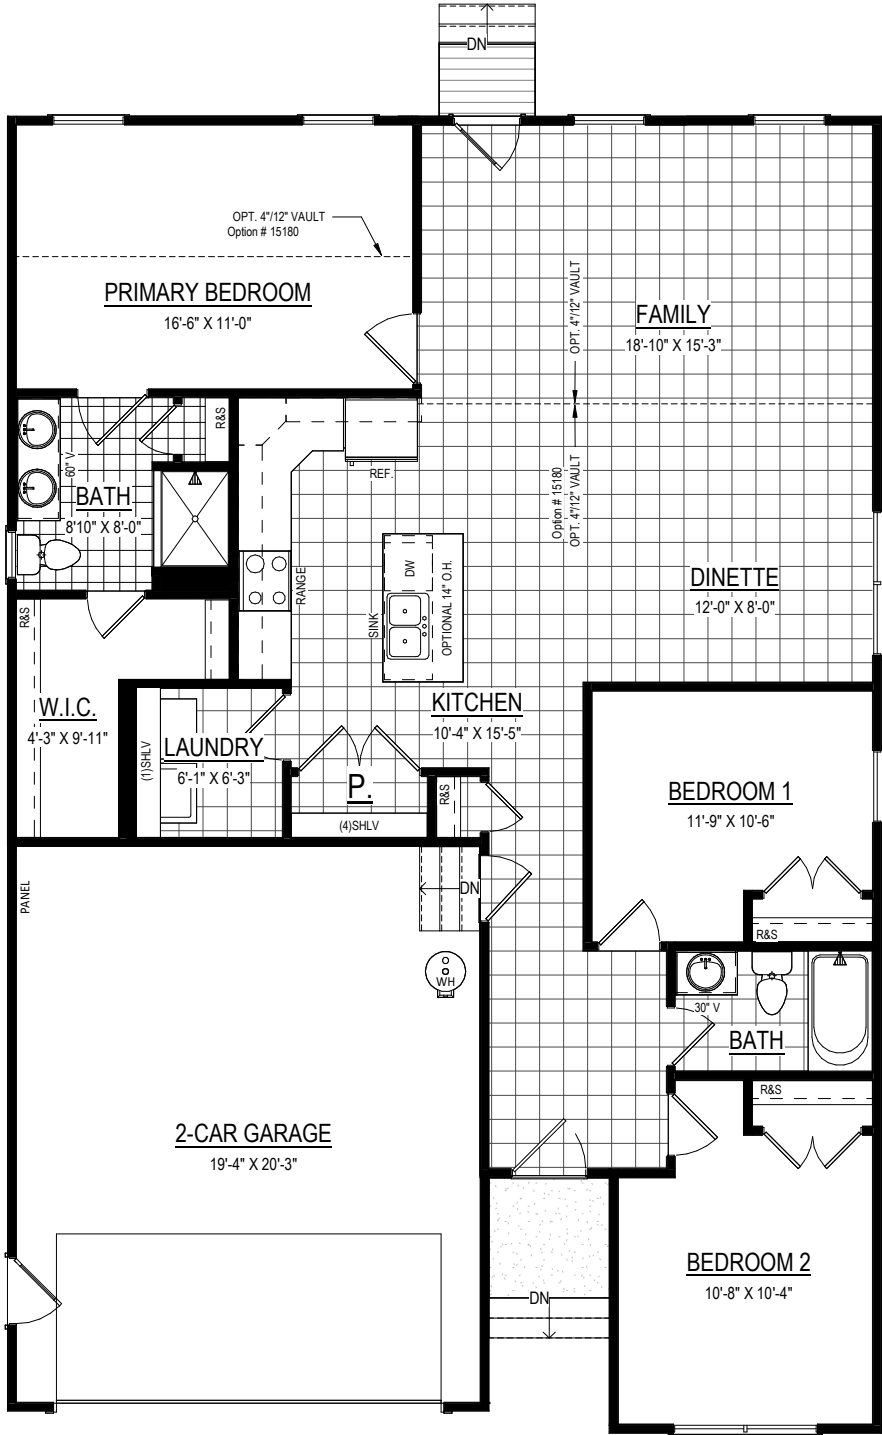 DN
OPT. 4"/12" VAULT
Option # 15180
PRIMARY BEDROOM
16'-6" X 11'-0"
OPT. 4"/12" VAULT
FAMILY
18'-10" X 15'-3"
R&S
60" V
BATH
8'10" X 8'-0"
REF.
Option # 15180
OPT. 4"/12" VAULT
RANGE
DW
SINK
OPTIONAL 14" O.H.
DINETTE
12'-0" X 8'-0"
R&S
W.I.C.
4'-3" X 9'-11"
(1)SHLV
LAUNDRY
6'-1" X 6'-3"
KITCHEN
10'-4" X 15'-5"
P.
(4)SHLV
R&S
BEDROOM 1
11'-9" X 10'-6"
R&S
PANEL
DN
WH
30" V
BATH
R&S
2-CAR GARAGE
19'-4" X 20'-3"
BEDROOM 2
10'-8" X 10'-4"
DN